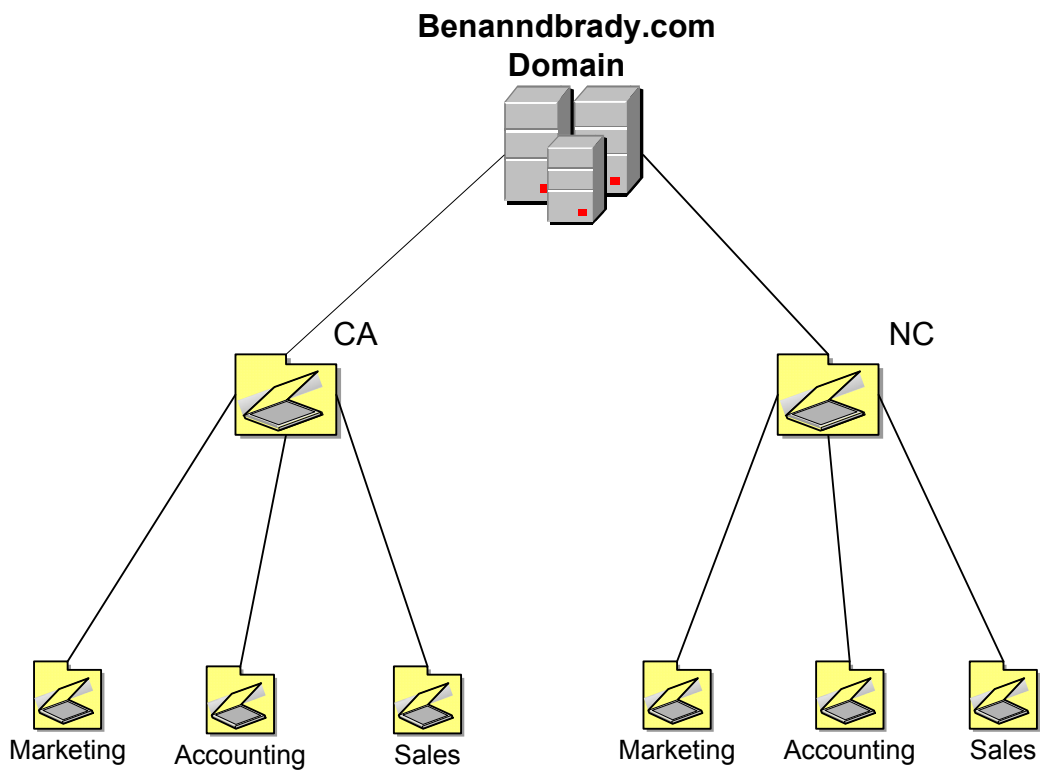 Benanndbrady.com
Domain
CA
NC
Marketing
Accounting
Sales
Marketing
Accounting
Sales